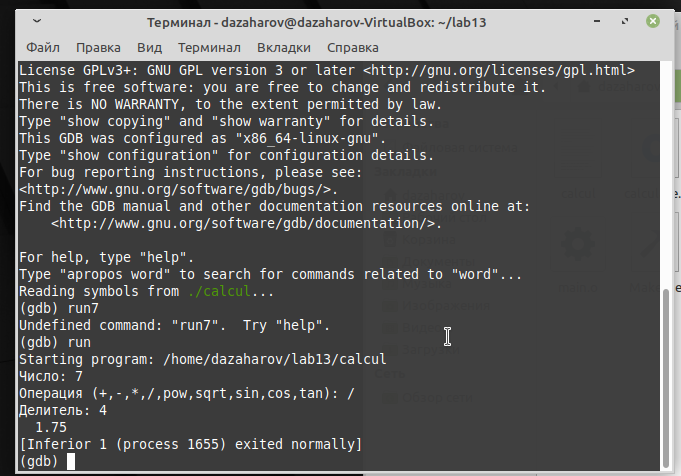 Терминал - dazaharov@dazaharov-VirtualBox: ~/lab13
Файл Правка Вид Терминал Вкладки Справка
License GPLv3+: GNU GPL version 3 or later <http://gnu.org/licenses/gpl.html>
This is free software: you are free to change and redistribute it.
There is NO WARRANTY, to the extent permitted by law.
Type "show copying" and "show warranty" for details.
This GDB was configured as "x86_64-linux-gnu".
Type "show configuration" for configuration details.
For bug reporting instructions, please see:
<http://www.gnu.org/software/gdb/bugs/>.
Find the GDB manual and other documentation resources online at:
    <http://www.gnu.org/software/gdb/documentation/>.
For help, type "help".
Type "apropos word" to search for commands related to "word"...
Reading symbols from ./calcul...
(gdb) run7
Undefined command: "run7".  Try "help".
(gdb) run
Starting program: /home/dazaharov/lab13/calcul
Число: 7
Операция (+,-,*,/,pow,sqrt,sin,cos,tan): /
Делитель: 4
  1.75
[Inferior 1 (process 1655) exited normally]
(gdb)